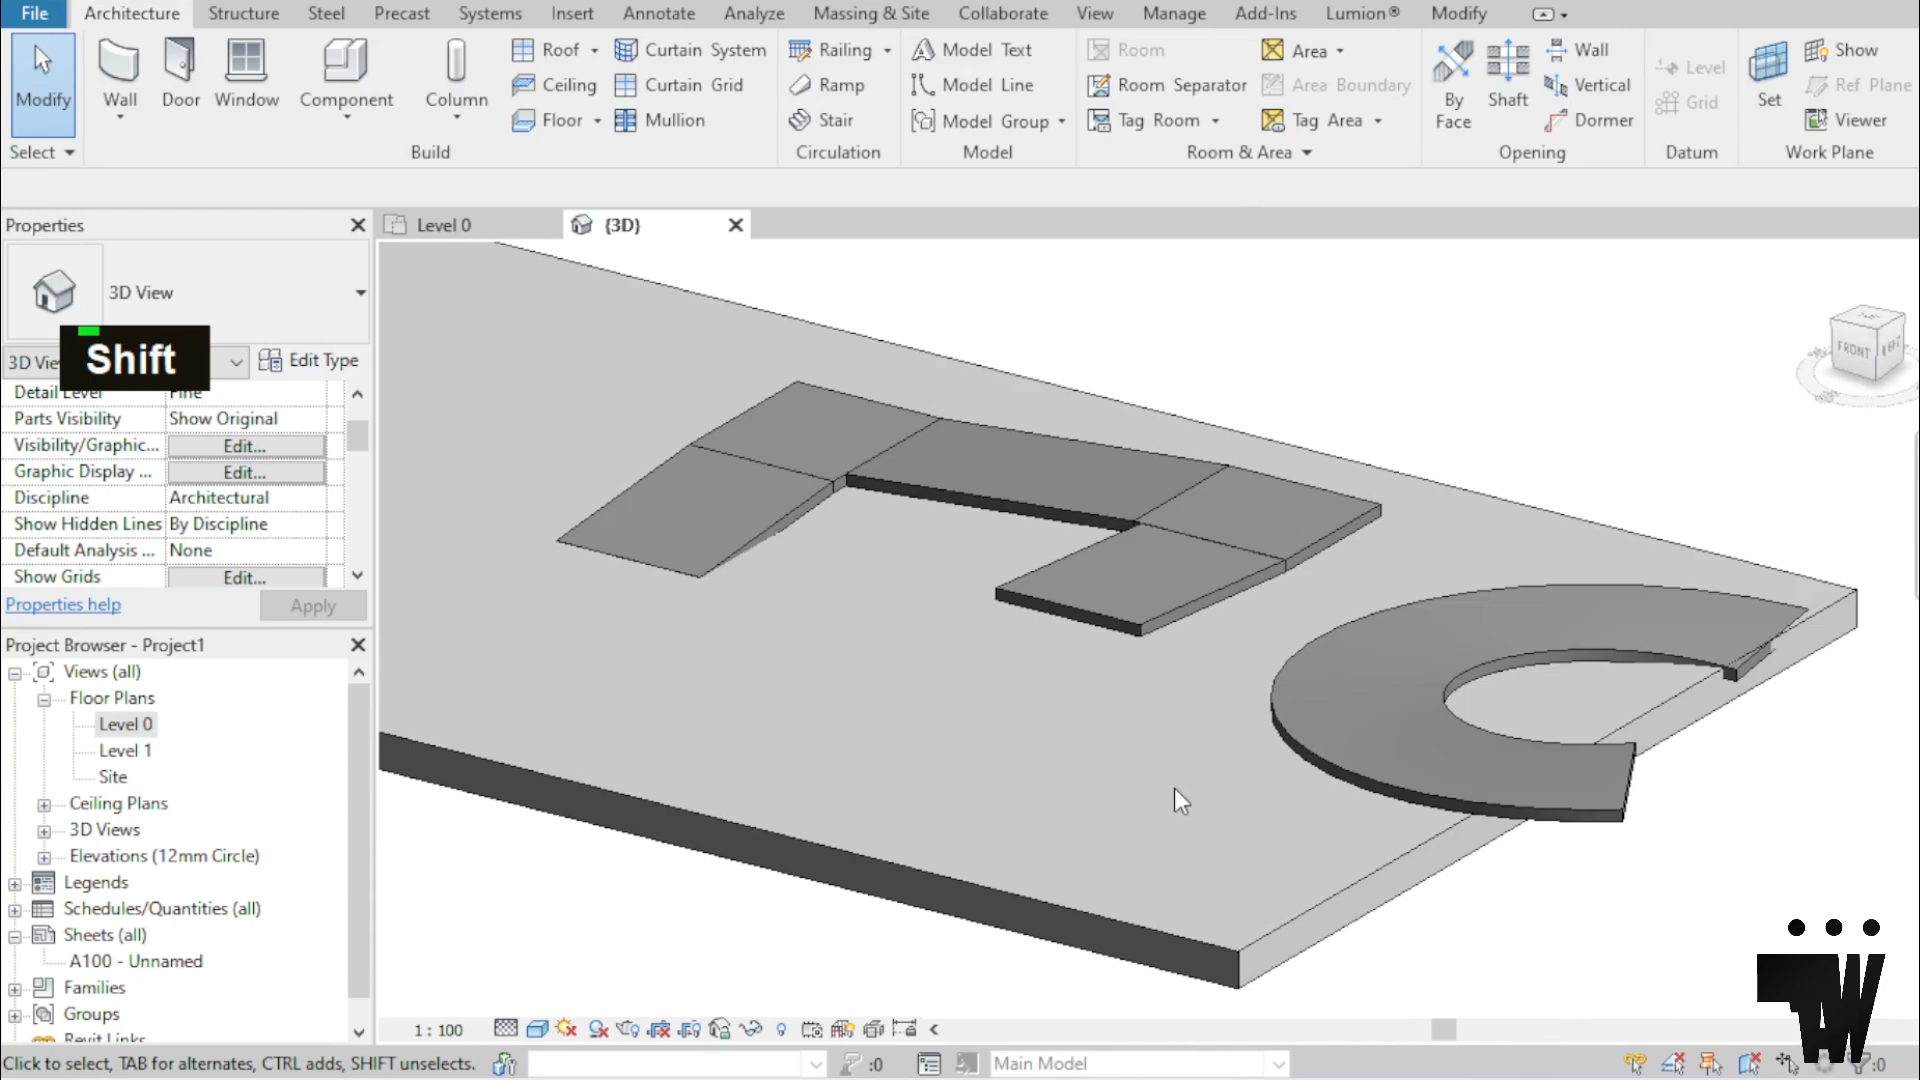 File Architecture Structure Steel Precast Systems Insert Annotate Analyze Massing & Site Collaborate View Manage Add-Ins Lumion® Modify
Modify
Wall
Door
Window
Component
Column
Roof
Ceiling
Floor
Curtain System
Curtain Grid
Mullion
Railing
Ramp
Stair
Model Text
Model Line
Model Group
Room
Room Separator
Tag Room
Area
Area Boundary
Tag Area
By Face
Shaft
Wall
Vertical
Dormer
Level
Grid
Set
Show
Ref Plane
Viewer
Select
Build
Circulation
Model
Room & Area
Opening
Datum
Work Plane
Properties
Level 0
{3D}
3D View
Shift
3D Vie
Edit Type
Detail Level Fine
Parts Visibility Show Original
Visibility/Graphic... Edit...
Graphic Display ... Edit...
Discipline Architectural
Show Hidden Lines By Discipline
Default Analysis ... None
Show Grids Edit...
Properties help Apply
FRONT LEFT
Project Browser - Project1
Views (all)
Floor Plans
Level 0
Level 1
Site
Ceiling Plans
3D Views
Elevations (12mm Circle)
Legends
Schedules/Quantities (all)
Sheets (all)
A100 - Unnamed
Families
Groups
Revit Links
1 : 100
Click to select, TAB for alternates, CTRL adds, SHIFT unselects.
:0
Main Model
:0